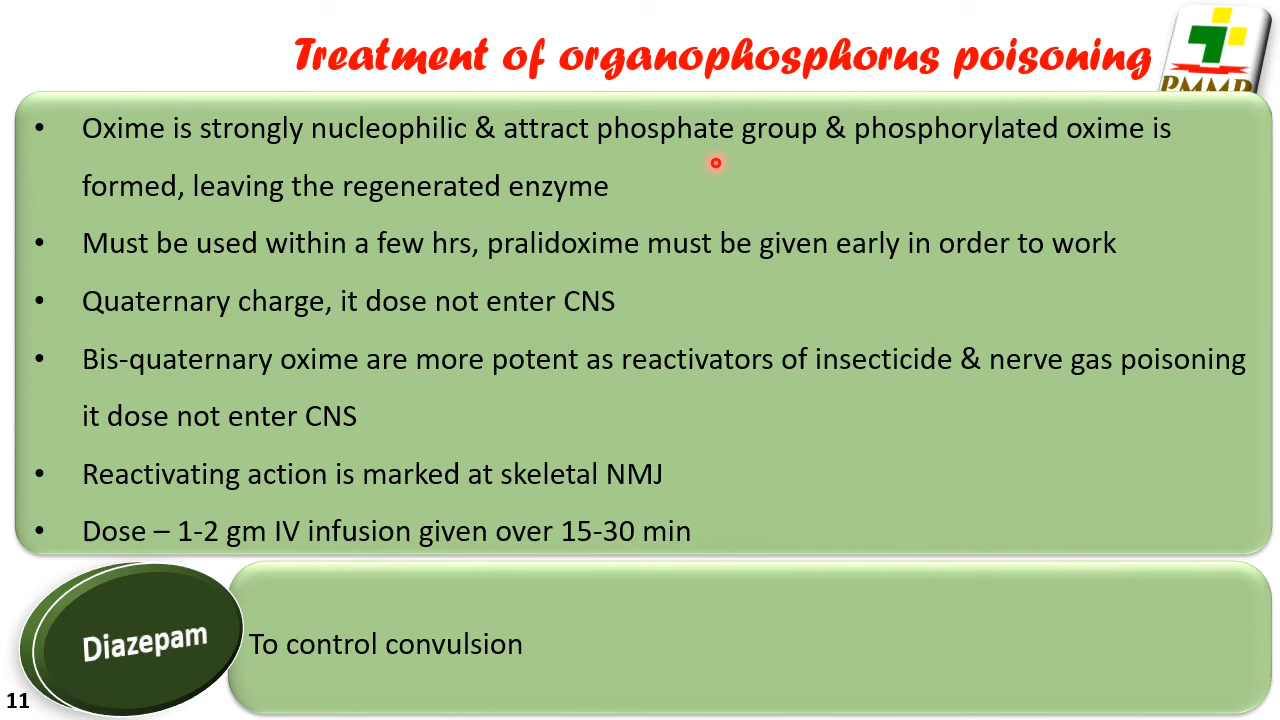 Treatment of organophosphorus poisoning
PMMP
• Oxime is strongly nucleophilic & attract phosphate group & phosphorylated oxime is
formed, leaving the regenerated enzyme
• Must be used within a few hrs, pralidoxime must be given early in order to work
• Quaternary charge, it dose not enter CNS
• Bis-quaternary oxime are more potent as reactivators of insecticide & nerve gas poisoning
it dose not enter CNS
• Reactivating action is marked at skeletal NMJ
• Dose – 1-2 gm IV infusion given over 15-30 min
Diazepam
To control convulsion
11